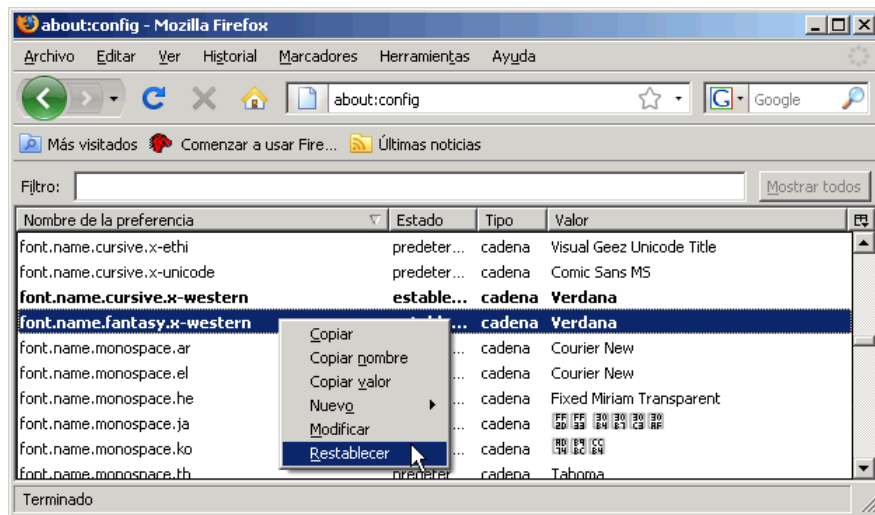 about:config - Mozilla Firefox
Archivo Editar Ver Historial Marcadores Herramientas Ayuda
about:config Google
Más visitados Comenzar a usar Fire... Últimas noticias
Filtro: Mostrar todos
Nombre de la preferencia Estado Tipo Valor
font.name.cursive.x-ethi predeter... cadena Visual Geez Unicode Title
font.name.cursive.x-unicode predeter... cadena Comic Sans MS
font.name.cursive.x-western estable... cadena Verdana
font.name.fantasy.x-western ... cadena Verdana
font.name.monospace.ar ... cadena Courier New
font.name.monospace.el ... cadena Courier New
font.name.monospace.he ... cadena Fixed Miriam Transparent
font.name.monospace.ja ... cadena
font.name.monospace.ko ... cadena
font.name.monospace.th predeter... cadena Tahoma
Copiar
Copiar nombre
Copiar valor
Nuevo
Modificar
Restablecer
Terminado